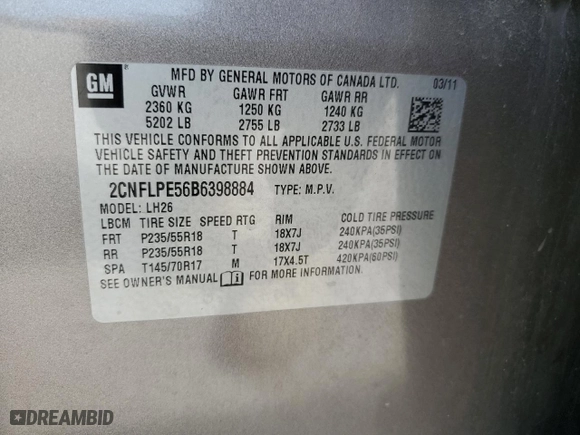 GM
MFD BY GENERAL MOTORS OF CANADA LTD. 03/11
GVWR GAWR FRT GAWR RR
2360 KG 1250 KG 1240 KG
5202 LB 2755 LB 2733 LB
THIS VEHICLE CONFORMS TO ALL APPLICABLE U.S. FEDERAL MOTOR
VEHICLE SAFETY AND THEFT PREVENTION STANDARDS IN EFFECT ON
THE DATE OF MANUFACTURE SHOWN ABOVE.
2CNFLPE56B6398884 TYPE: M.P.V.
MODEL: LH26
LBCM TIRE SIZE SPEED RTG RIM COLD TIRE PRESSURE
FRT P235/55R18 T 18X7J 240KPA(35PSI)
RR P235/55R18 T 18X7J 240KPA(35PSI)
SPA T145/70R17 M 17X4.5T 420KPA(60PSI)
SEE OWNER'S MANUAL FOR MORE INFORMATION.
DREAMBID